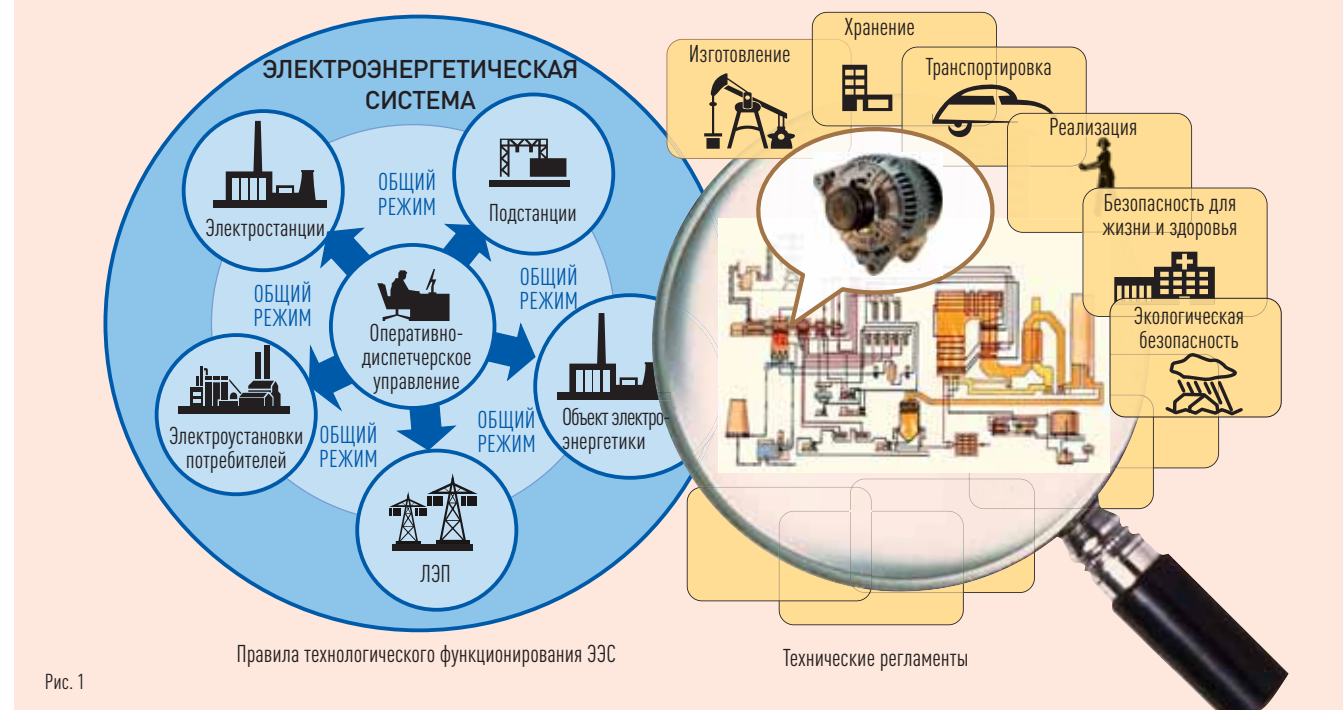 ЭЛЕКТРОЭНЕРГЕТИЧЕСКАЯ
СИСТЕМА
Электростанции
ОБЩИЙ
РЕЖИМ
Подстанции
ОБЩИЙ
РЕЖИМ
ОБЩИЙ
РЕЖИМ
Оперативно-
диспетчерское
управление
Электроустановки
потребителей
ОБЩИЙ
РЕЖИМ
ОБЩИЙ
РЕЖИМ
Объект электро-
энергетики
ЛЭП
Изготовление
Хранение
Транспортировка
Реализация
Безопасность для
жизни и здоровья
Экологическая
безопасность
Правила технологического функционирования ЭЭС
Технические регламенты
Рис. 1